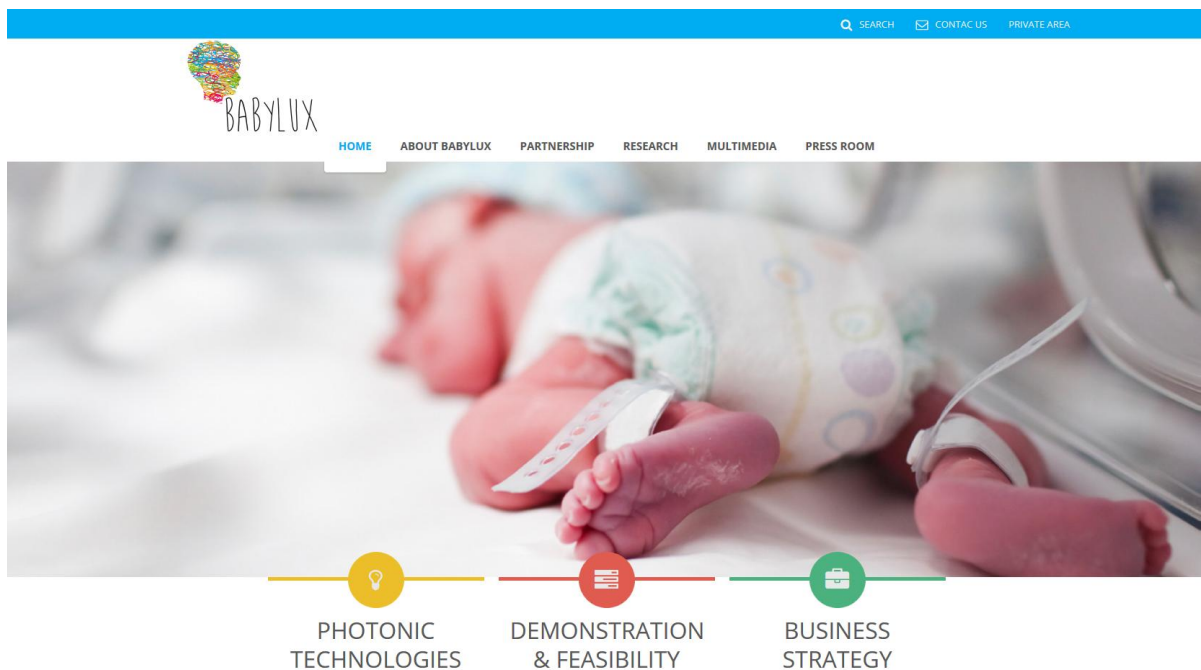 SEARCH CONTAC US PRIVATE AREA
BABYLUX
HOME ABOUT BABYLUX PARTNERSHIP RESEARCH MULTIMEDIA PRESS ROOM
PHOTONIC
TECHNOLOGIES
DEMONSTRATION
& FEASIBILITY
BUSINESS
STRATEGY